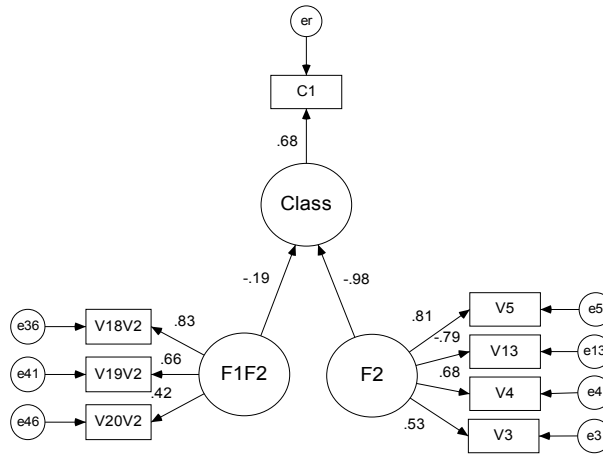 er
C1
.68
Class
-.19
-.98
e36
V18V2
.83
e41
V19V2
.66
e46
V20V2
.42
F1F2
F2
.81
V5
e5
-.79
V13
e13
.68
V4
e4
.53
V3
e3